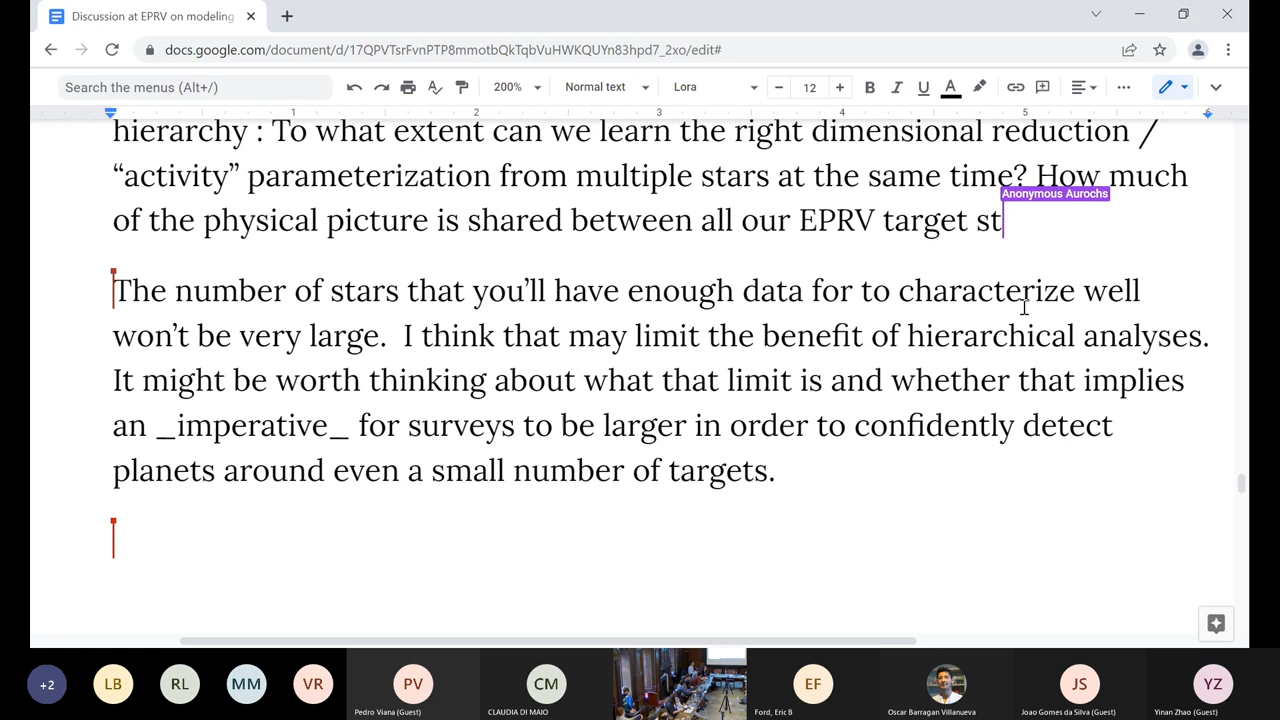 Discussion at EPRV on modeling
docs.google.com/document/d/17QPVTsrFvnPTP8mmotbQkTqbVuHWKQUYn83hpd7_2xo/edit#
Search the menus (Alt+/)
200%
Normal text
Lora
12
1 2 3 4 5 6
hierarchy : To what extent can we learn the right dimensional reduction /
“activity” parameterization from multiple stars at the same time? How much
Anonymous Aurochs
of the physical picture is shared between all our EPRV target st
The number of stars that you’ll have enough data for to characterize well
won’t be very large.  I think that may limit the benefit of hierarchical analyses.
It might be worth thinking about what that limit is and whether that implies
an _imperative_ for surveys to be larger in order to confidently detect
planets around even a small number of targets.
+2
LB
RL
MM
VR
PV
CM
EF
JS
YZ
Pedro Viana (Guest)
CLAUDIA DI MAIO
Ford, Eric B
Oscar Barragan Villanueva
Joao Gomes da Silva (Guest)
Yinan Zhao (Guest)